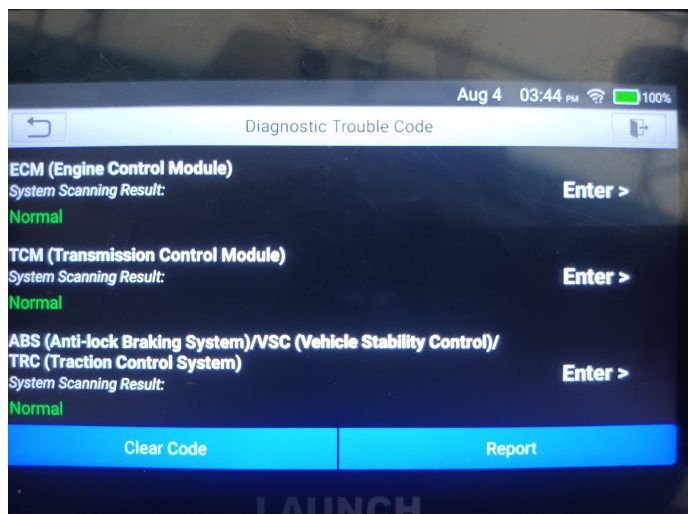 Aug 4 03:44 PM 100%
Diagnostic Trouble Code
ECM (Engine Control Module)
System Scanning Result:
Enter >
Normal
TCM (Transmission Control Module)
System Scanning Result:
Enter >
Normal
ABS (Anti-lock Braking System)/VSC (Vehicle Stability Control)/
TRC (Traction Control System)
System Scanning Result:
Enter >
Normal
Clear Code Report
LAUNCH